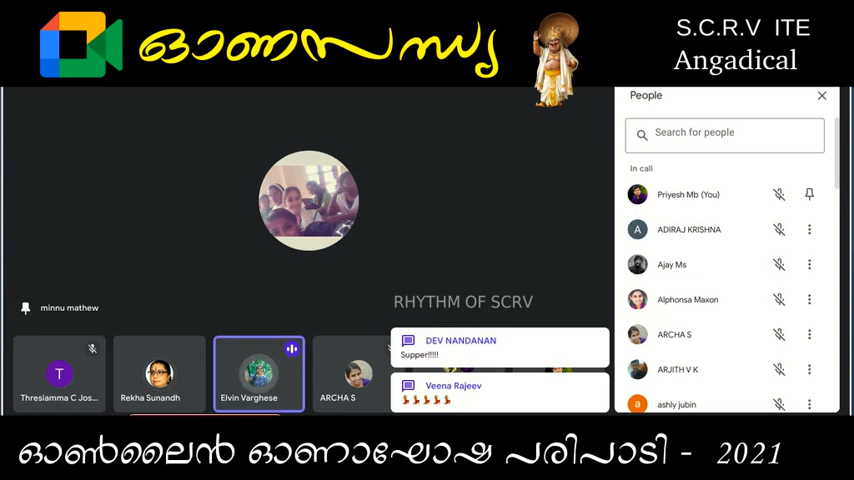 ഓണസന്ധ്യ
S.C.R.V ITE
Angadical
People
Search for people
In call
Priyesh Mb (You)
A ADIRAJ KRISHNA
Ajay Ms
Alphonsa Maxon
ARCHA S
ARJITH V K
a ashly jubin
minnu mathew
RHYTHM OF SCRV
DEV NANDANAN
Supper!!!!!
Veena Rajeev
💃💃💃💃💃
T
Thresiamma C Jos...
Rekha Sunandh
Elvin Varghese
ARCHA S
ഓൺലൈൻ ഓണാഘോഷ പരിപാടി - 2021